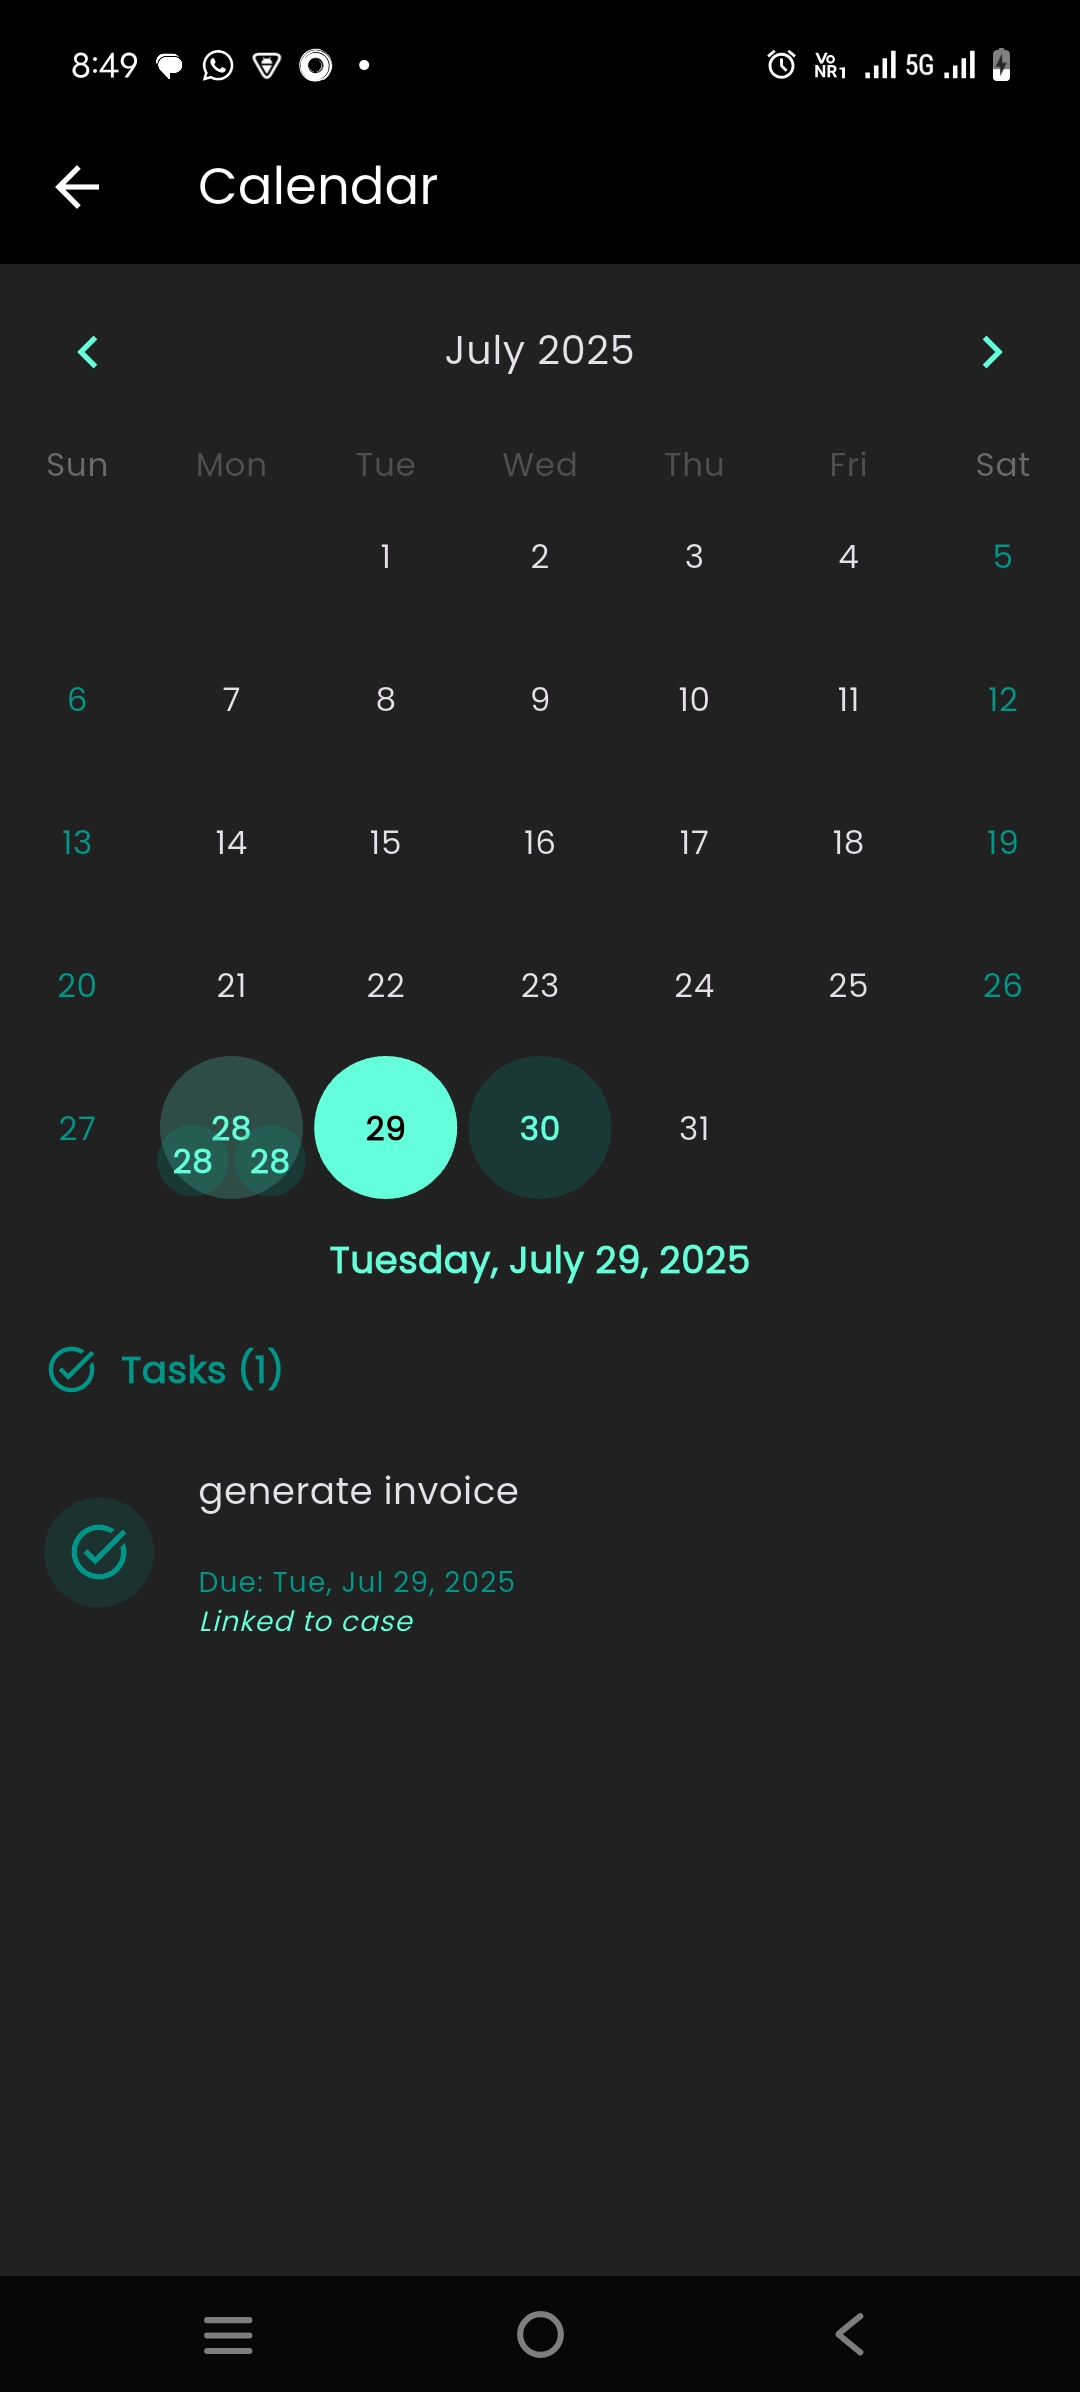 8:49 Vo NR1 5G
Calendar
July 2025
Sun Mon Tue Wed Thu Fri Sat
1 2 3 4 5
6 7 8 9 10 11 12
13 14 15 16 17 18 19
20 21 22 23 24 25 26
27 28 29 30 31
28 28
Tuesday, July 29, 2025
Tasks (1)
generate invoice
Due: Tue, Jul 29, 2025
Linked to case